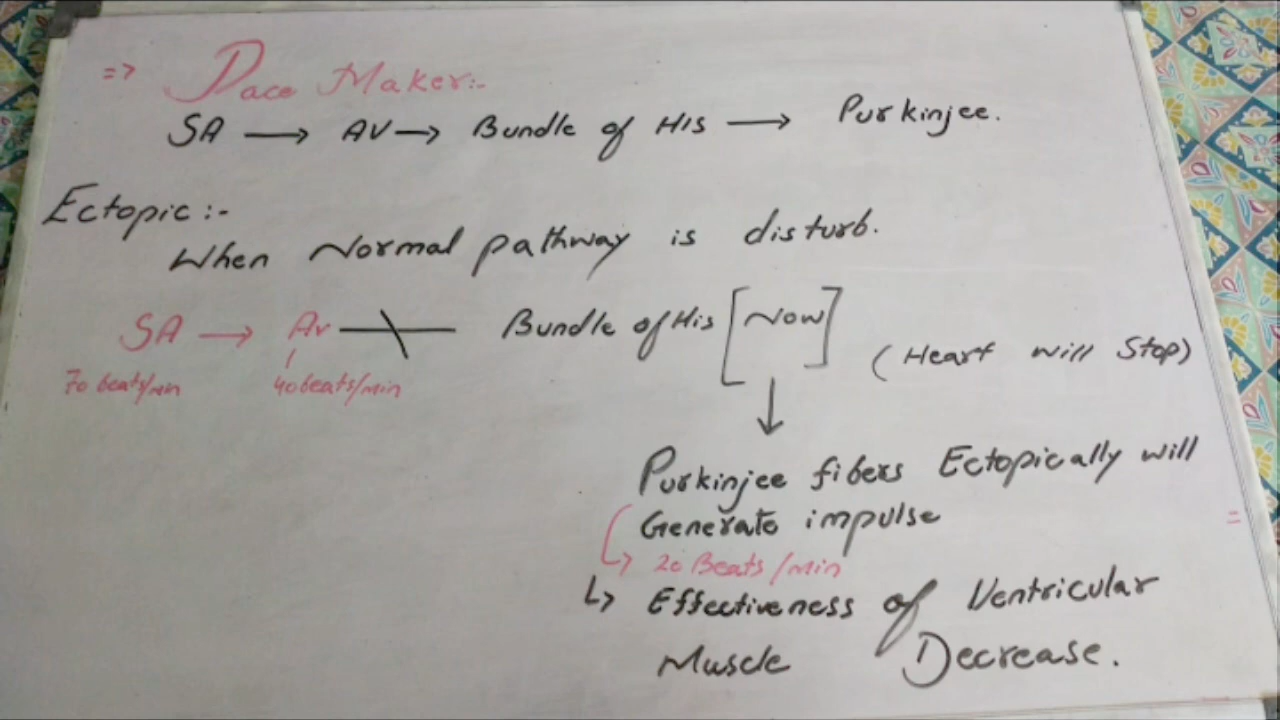 => Pace Maker:-
SA → AV → Bundle of HIS → Purkinjee.
Ectopic:-
When Normal pathway is disturb.
SA → Av Bundle of His [Now]
70 beats/min 40 beats/min
(Heart will Stop)
↓
Purkinjee fibers Ectopically will
Generate impulse
=
↳ 20 Beats/min
↳ Effectiveness of Ventricular
Muscle Decrease.